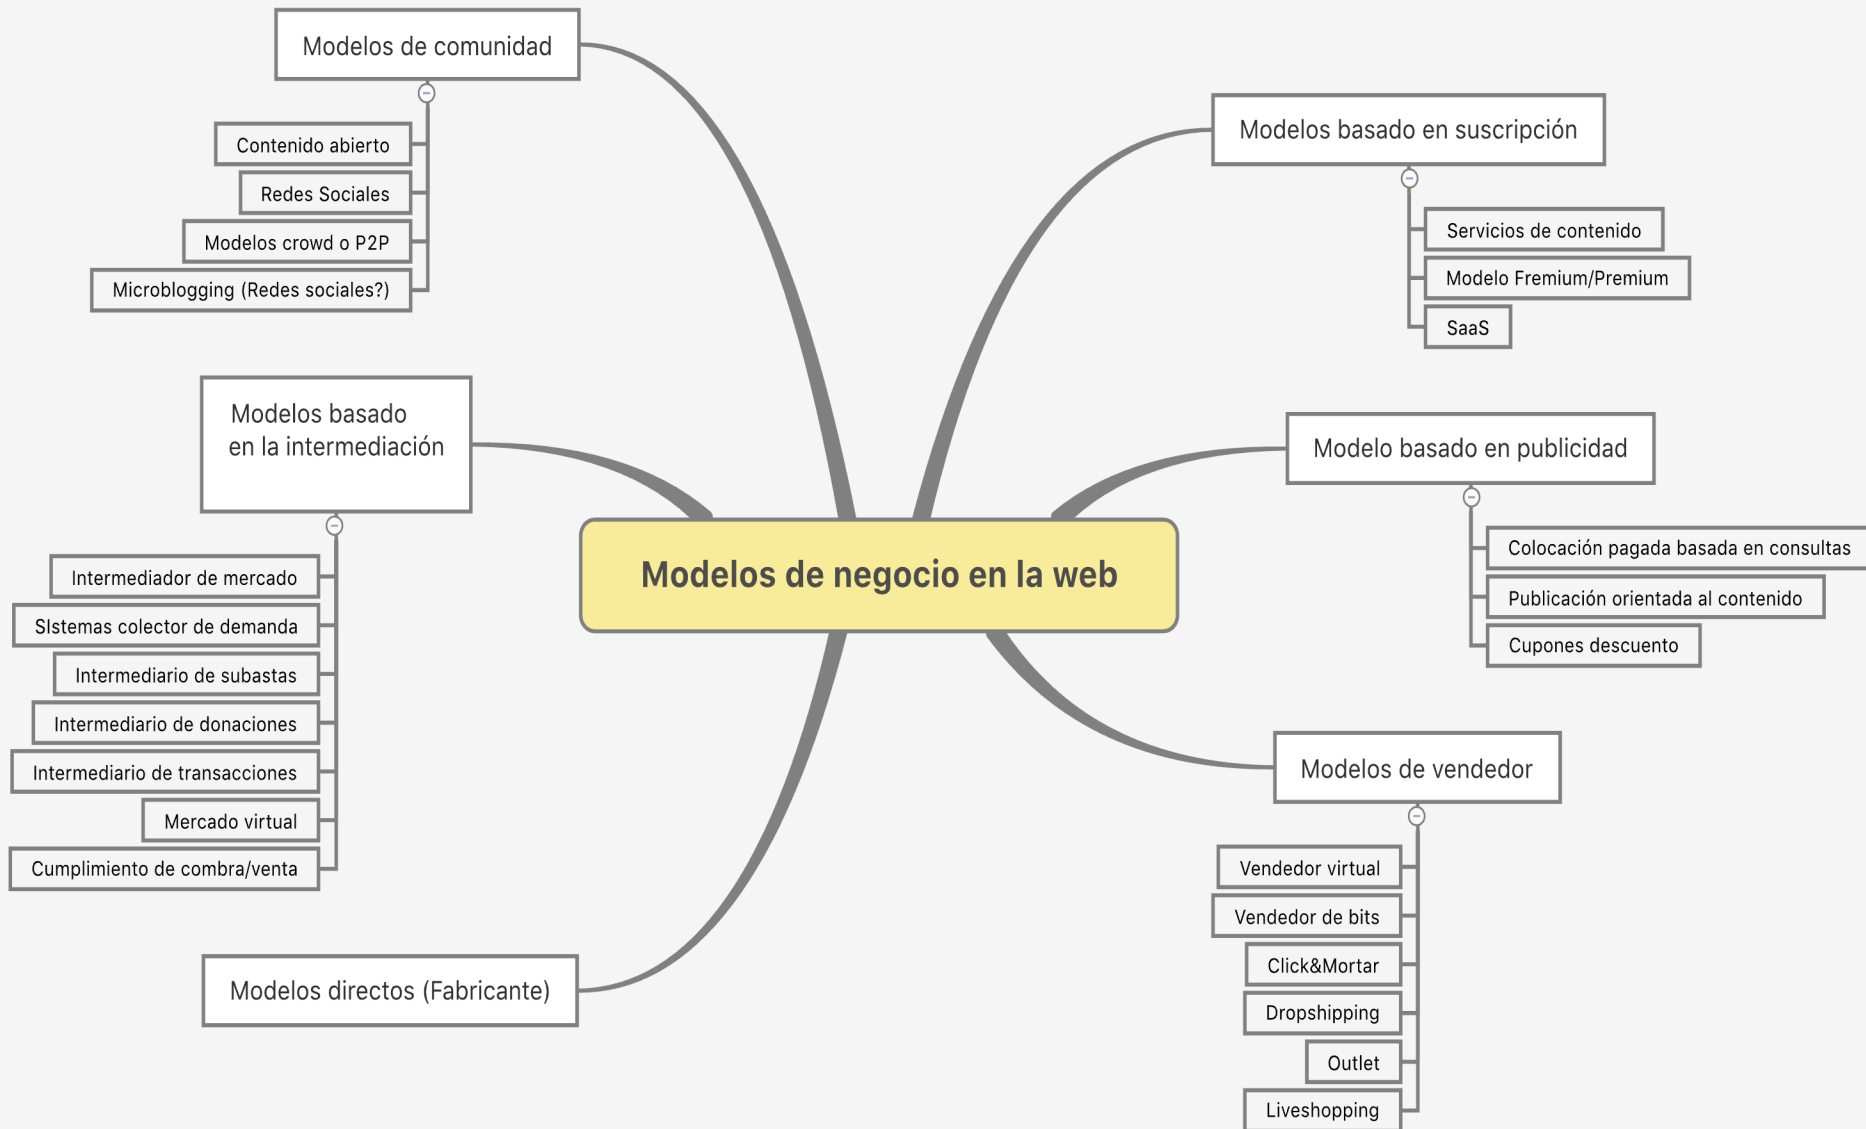 Modelos de comunidad
Contenido abierto
Redes Sociales
Modelos crowd o P2P
Microblogging (Redes sociales?)
Modelos basado
en la intermediación
Intermediador de mercado
SIstemas colector de demanda
Intermediario de subastas
Intermediario de donaciones
Intermediario de transacciones
Mercado virtual
Cumplimiento de combra/venta
Modelos directos (Fabricante)
Modelos de negocio en la web
Modelos basado en suscripción
Servicios de contenido
Modelo Fremium/Premium
SaaS
Modelo basado en publicidad
Colocación pagada basada en consultas
Publicación orientada al contenido
Cupones descuento
Modelos de vendedor
Vendedor virtual
Vendedor de bits
Click&Mortar
Dropshipping
Outlet
Liveshopping